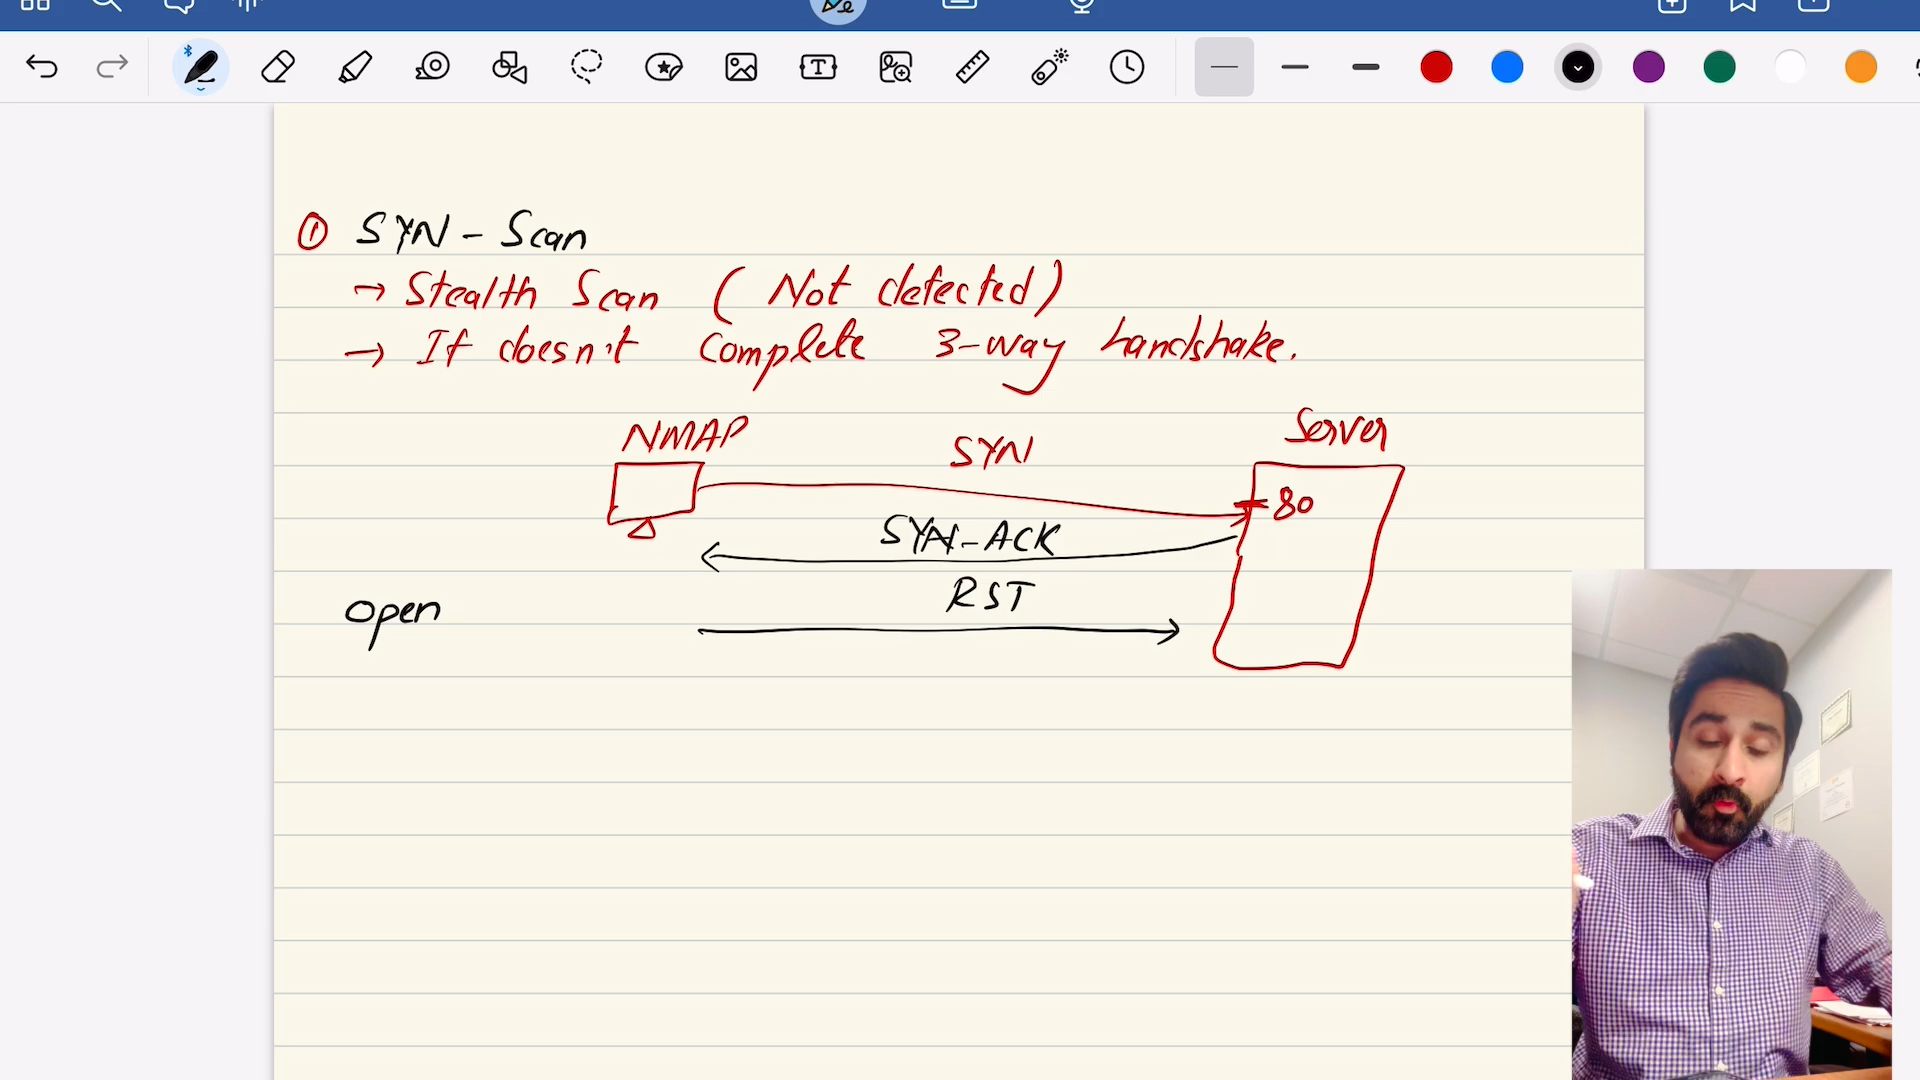 ① SYN - Scan
→ Stealth Scan ( Not detected )
→ It doesn't Complete 3-way handshake.
NMAP SYN Server
80
SYN-ACK
RST
Open